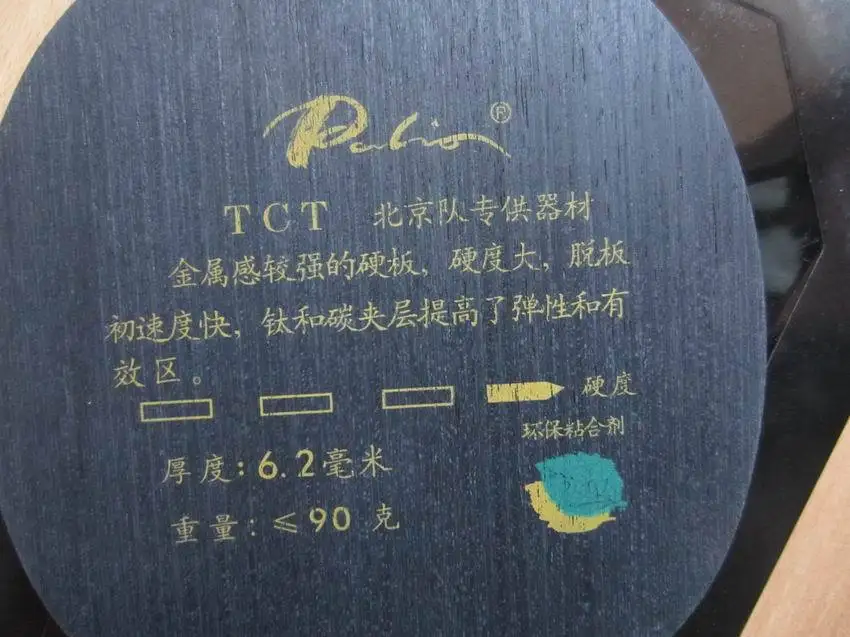 Palio®
TCT 北京队专供器材
金属感较强的硬板，硬度大，脱板
初速度快，钛和碳夹层提高了弹性和有
效区。
硬度
环保粘合剂
厚度：6.2毫米
重量：≤90 克